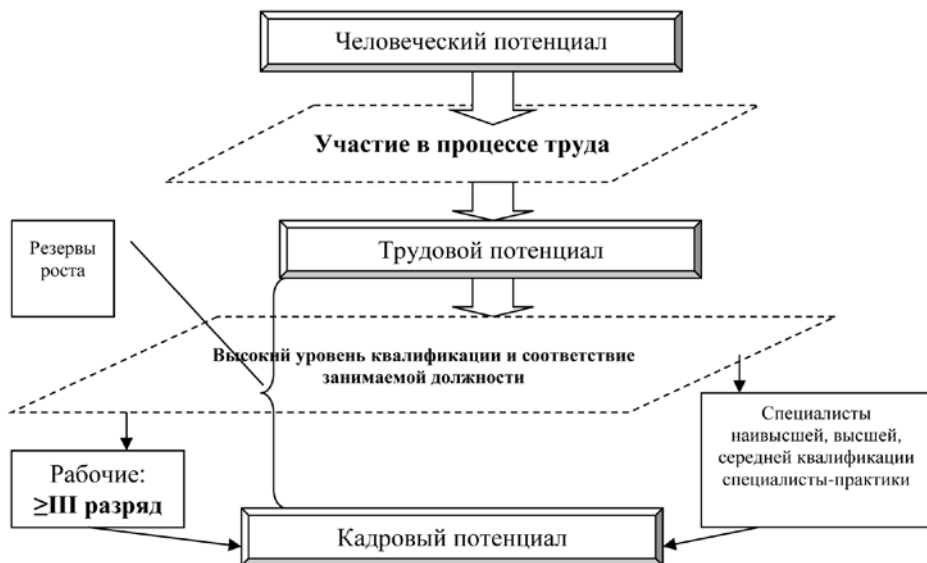 Человеческий потенциал
Участие в процессе труда
Трудовой потенциал
Резервы
роста
Высокий уровень квалификации и соответствие
занимаемой должности
Рабочие:
≥III разряд
Специалисты
наивысшей, высшей,
середней квалификации
специалисты-практики
Кадровый потенциал